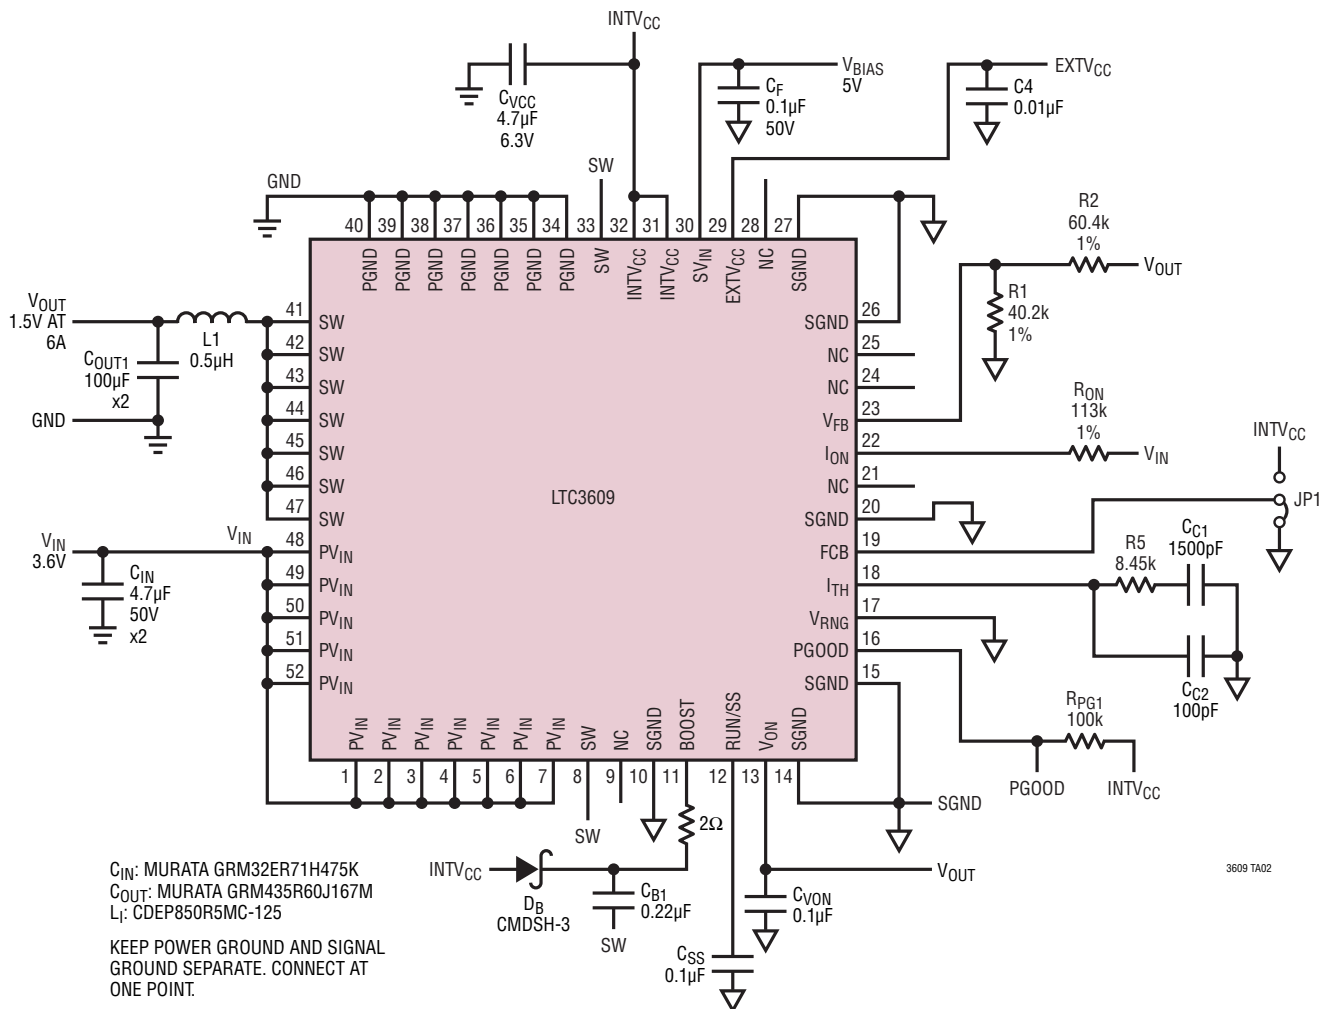 INTVCC
CVCC
4.7µF
6.3V
CF
0.1µF
50V
VBIAS
5V
EXTVCC
C4
0.01µF
GND
SW
40
39
38
37
36
35
34
33
32
31
30
29
28
27
PGND
PGND
PGND
PGND
PGND
PGND
PGND
SW
INTVCC
INTVCC
SVIN
EXTVCC
NC
SGND
R2
60.4k
1%
VOUT
R1
40.2k
1%
VOUT
1.5V AT
6A
L1
0.5µH
COUT1
100µF
x2
GND
41
SW
42
SW
43
SW
44
SW
45
SW
46
SW
47
SW
VIN
3.6V
VIN
48
PVIN
49
PVIN
50
PVIN
51
PVIN
52
PVIN
CIN
4.7µF
50V
x2
LTC3609
26
SGND
25
NC
24
NC
23
VFB
22
ION
21
NC
20
SGND
19
FCB
18
ITH
17
VRNG
16
PGOOD
15
SGND
RON
113k
1%
VIN
INTVCC
JP1
R5
8.45k
CC1
1500pF
CC2
100pF
RPG1
100k
PGOOD
INTVCC
PVIN
PVIN
PVIN
PVIN
PVIN
PVIN
PVIN
SW
NC
SGND
BOOST
RUN/SS
VON
SGND
1
2
3
4
5
6
7
8
9
10
11
12
13
14
SW
2Ω
SGND
INTVCC
DB
CMDSH-3
CB1
0.22µF
SW
VOUT
CVON
0.1µF
CSS
0.1µF
CIN: MURATA GRM32ER71H475K
COUT: MURATA GRM435R60J167M
LI: CDEP850R5MC-125
KEEP POWER GROUND AND SIGNAL
GROUND SEPARATE. CONNECT AT
ONE POINT.
3609 TA02